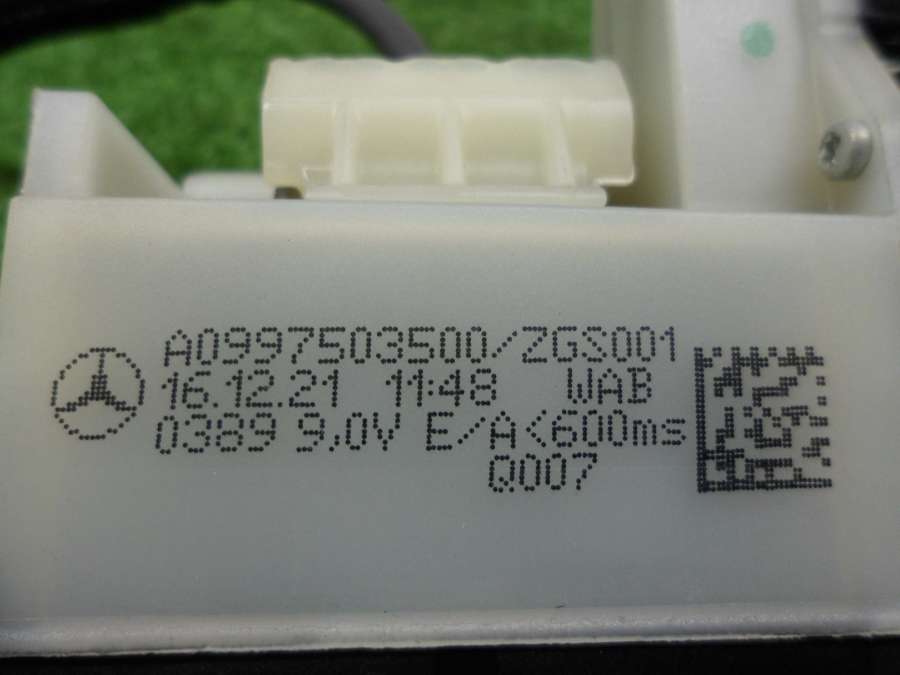 A0997503500/ZGS001
16.12.21 11:48 WAB
0389 9,0V E/A<600ms
Q007